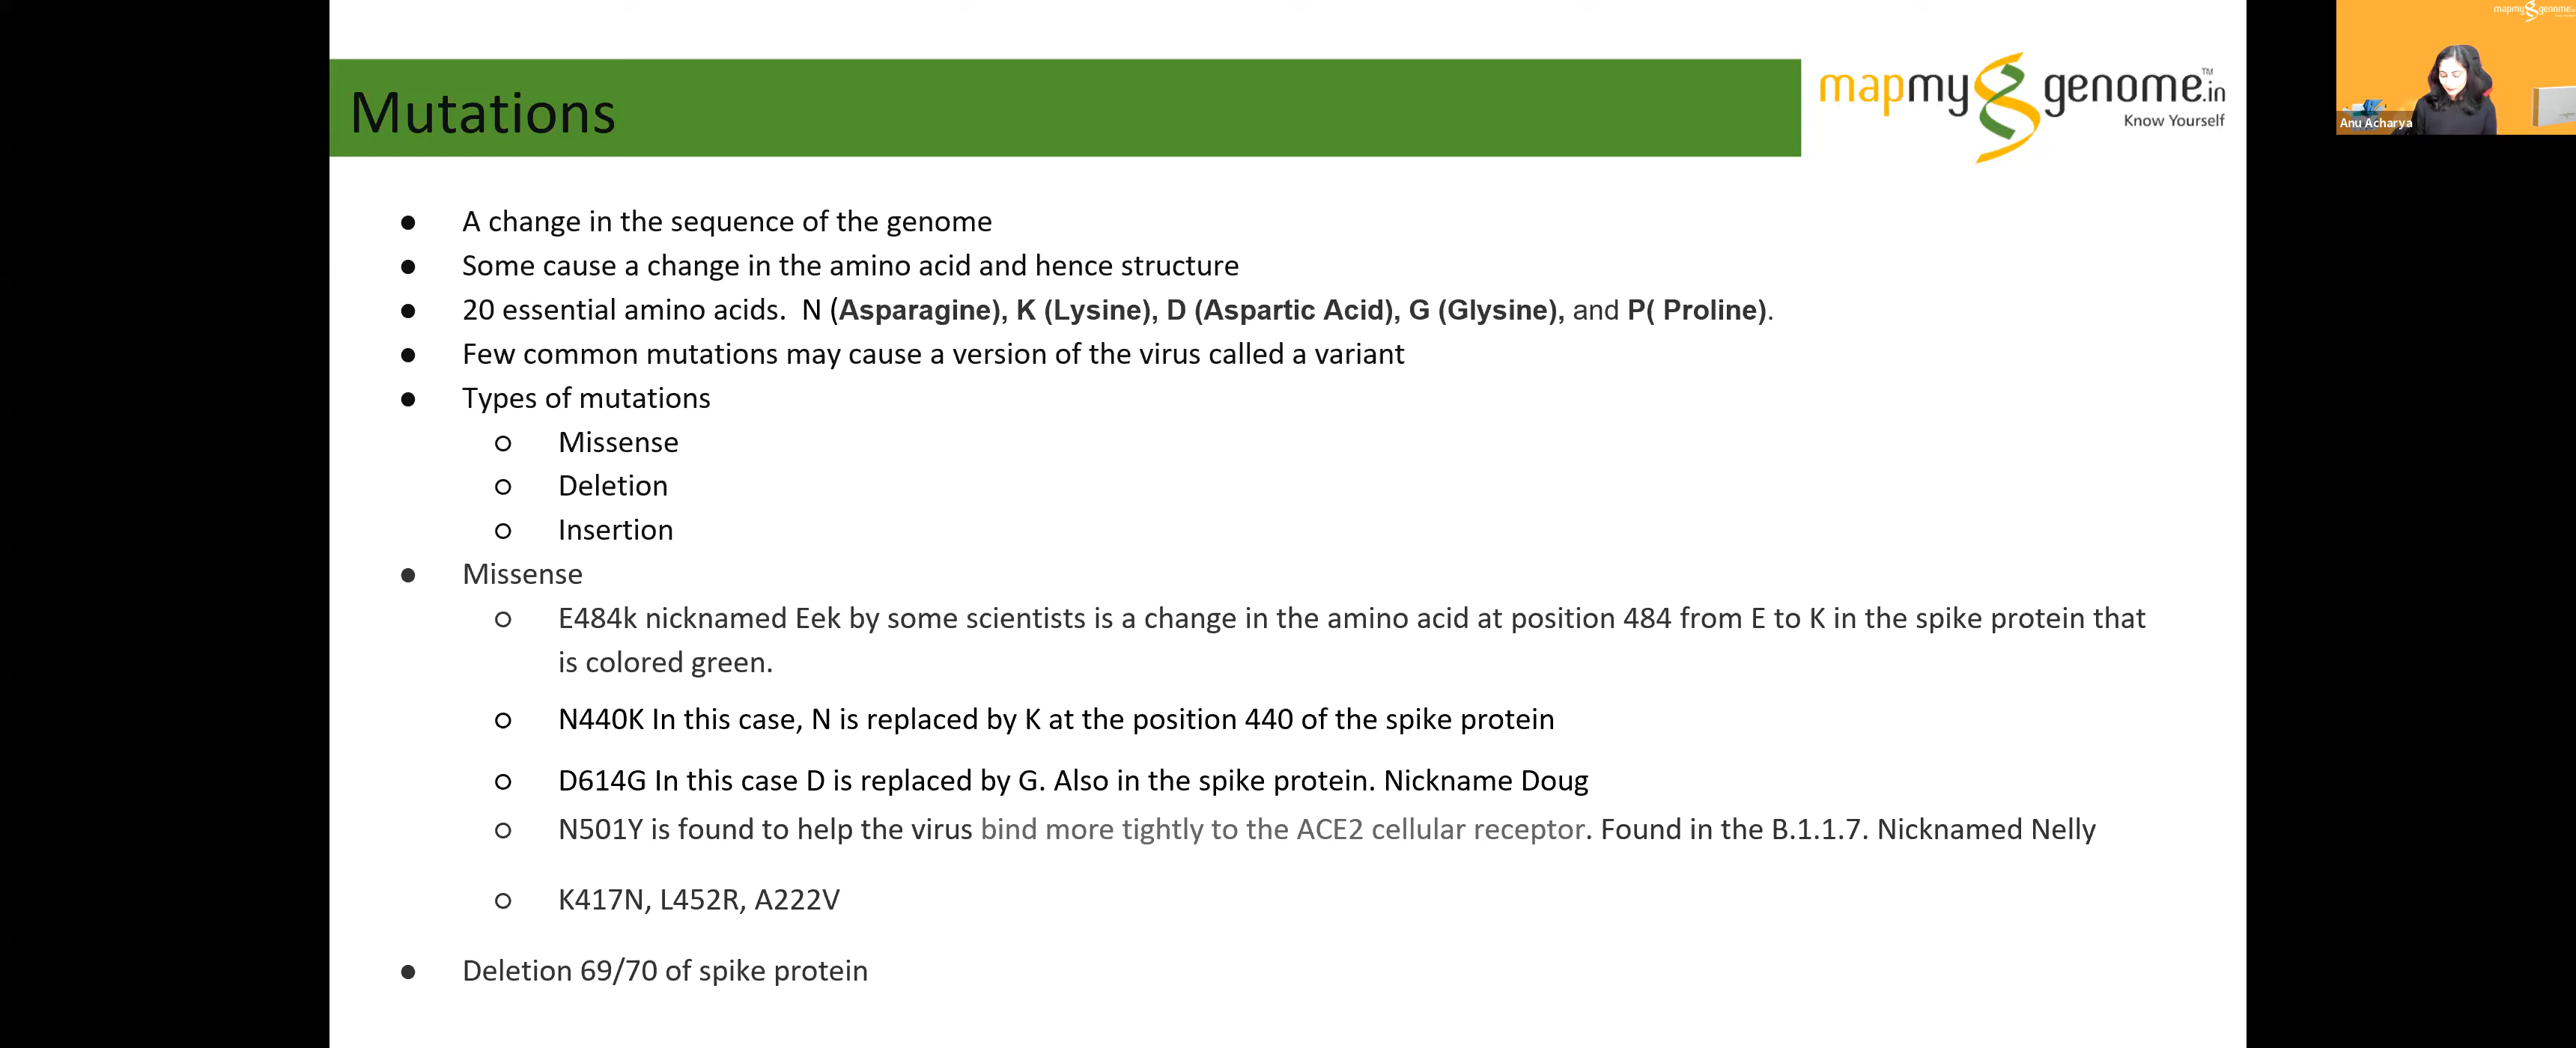 Mutations
mapmy genome.in TM
Know Yourself
mapmy genome.in
Anu Acharya
● A change in the sequence of the genome
● Some cause a change in the amino acid and hence structure
● 20 essential amino acids. N (Asparagine), K (Lysine), D (Aspartic Acid), G (Glysine), and P( Proline).
● Few common mutations may cause a version of the virus called a variant
● Types of mutations
○ Missense
○ Deletion
○ Insertion
● Missense
○ E484k nicknamed Eek by some scientists is a change in the amino acid at position 484 from E to K in the spike protein that
is colored green.
○ N440K In this case, N is replaced by K at the position 440 of the spike protein
○ D614G In this case D is replaced by G. Also in the spike protein. Nickname Doug
○ N501Y is found to help the virus bind more tightly to the ACE2 cellular receptor. Found in the B.1.1.7. Nicknamed Nelly
○ K417N, L452R, A222V
● Deletion 69/70 of spike protein